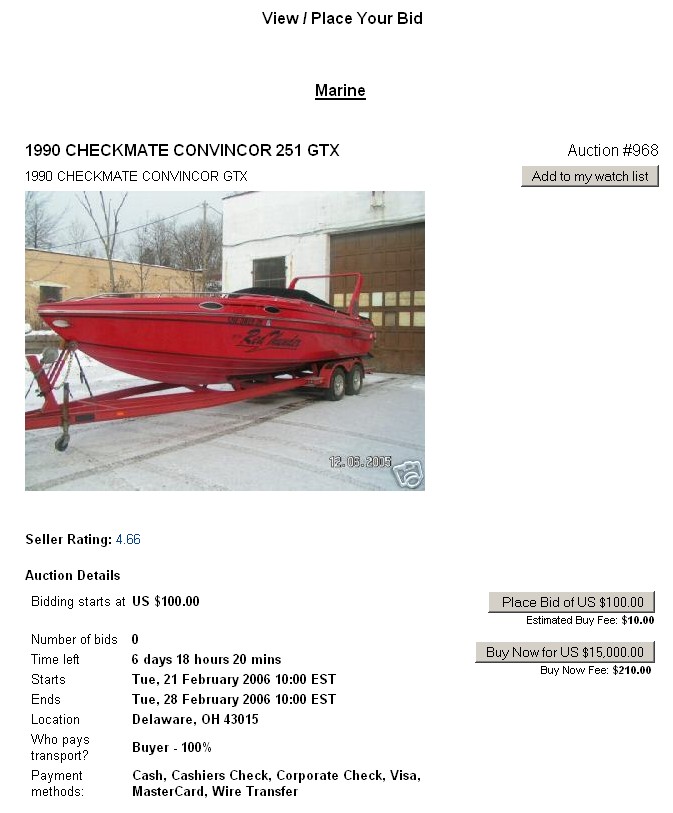 View / Place Your Bid
Marine
1990 CHECKMATE CONVINCOR 251 GTX
Auction #968
1990 CHECKMATE CONVINCOR GTX
Add to my watch list
Red Thunder
12.06.2005
Seller Rating: 4.66
Auction Details
Bidding starts at US $100.00
Place Bid of US $100.00
Estimated Buy Fee: $10.00
Number of bids 0
Buy Now for US $15,000.00
Time left 6 days 18 hours 20 mins
Buy Now Fee: $210.00
Starts Tue, 21 February 2006 10:00 EST
Ends Tue, 28 February 2006 10:00 EST
Location Delaware, OH 43015
Who pays
transport? Buyer - 100%
Payment Cash, Cashiers Check, Corporate Check, Visa,
methods: MasterCard, Wire Transfer